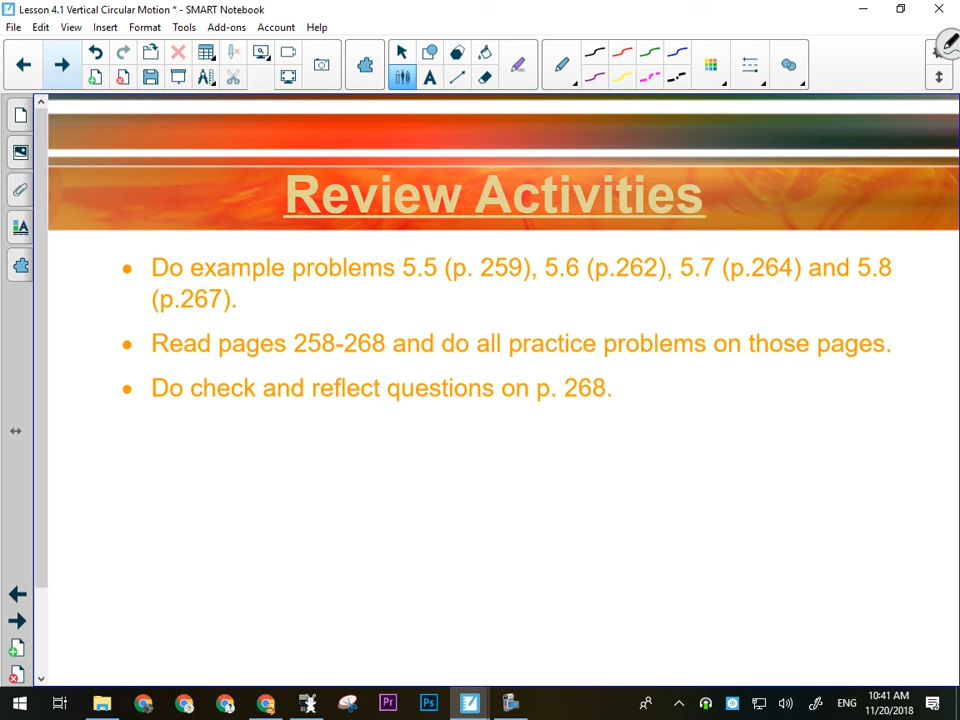 Lesson 4.1 Vertical Circular Motion * - SMART Notebook
File Edit View Insert Format Tools Add-ons Account Help
Review Activities
• Do example problems 5.5 (p. 259), 5.6 (p.262), 5.7 (p.264) and 5.8
(p.267).
• Read pages 258-268 and do all practice problems on those pages.
• Do check and reflect questions on p. 268.
Pr Ps ENG 10:41 AM
11/20/2018